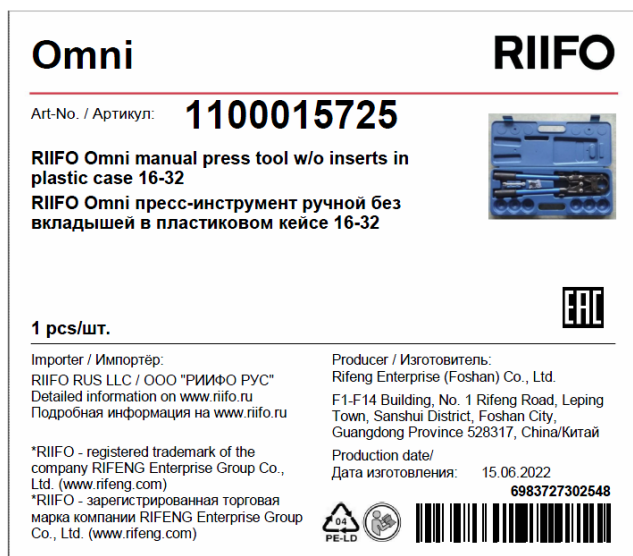 Omni
RIIFO
Art-No. / Артикул: 1100015725
RIIFO Omni manual press tool w/o inserts in
plastic case 16-32
RIIFO Omni пресс-инструмент ручной без
вкладышей в пластиковом кейсе 16-32
EAC
1 pcs/шт.
Importer / Импортёр:
RIIFO RUS LLC / ООО "РИИФО РУС"
Detailed information on www.riifo.ru
Подробная информация на www.riifo.ru
*RIIFO - registered trademark of the
company RIFENG Enterprise Group Co.,
Ltd. (www.rifeng.com)
*RIIFO - зарегистрированная торговая
марка компании RIFENG Enterprise Group
Co., Ltd. (www.rifeng.com)
Producer / Изготовитель:
Rifeng Enterprise (Foshan) Co., Ltd.
F1-F14 Building, No. 1 Rifeng Road, Leping
Town, Sanshui District, Foshan City,
Guangdong Province 528317, China/Китай
Production date/
Дата изготовления: 15.06.2022
6983727302548
04
PE-LD